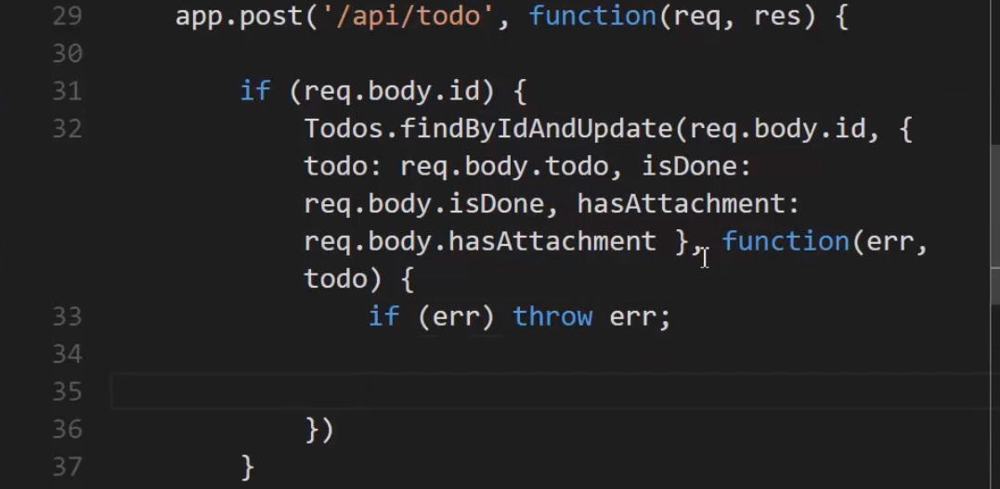 29 app.post('/api/todo', function(req, res) {
30
31 if (req.body.id) {
32 Todos.findByIdAndUpdate(req.body.id, {
todo: req.body.todo, isDone:
req.body.isDone, hasAttachment:
req.body.hasAttachment }, function(err,
todo) {
33 if (err) throw err;
34
35
36 })
37 }